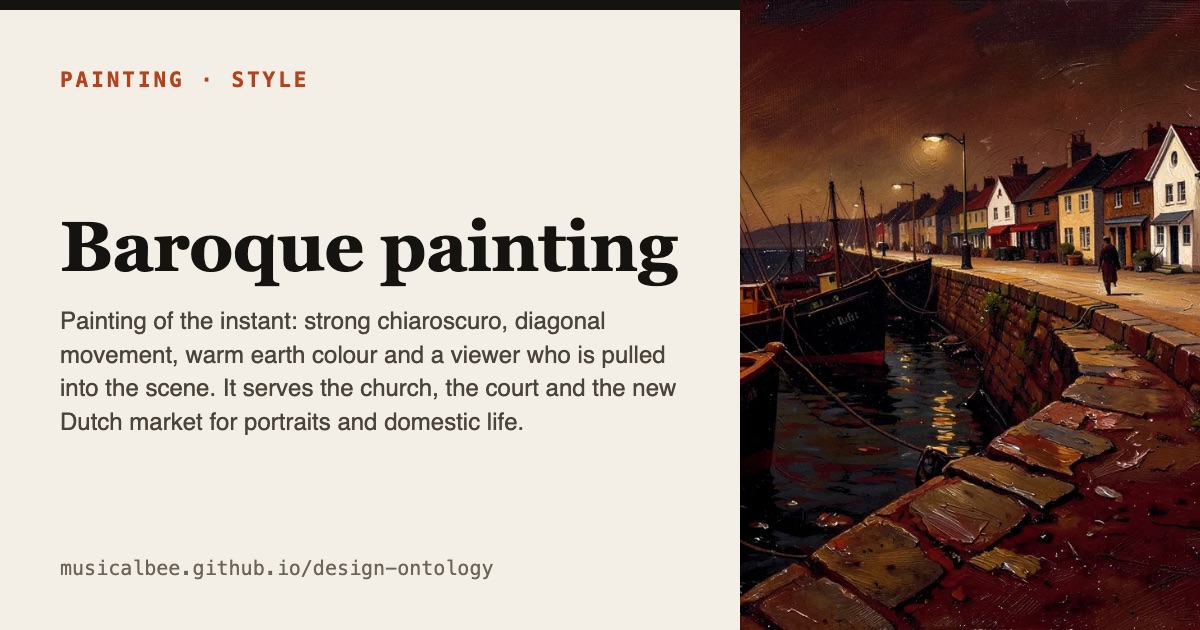 PAINTING · STYLE
Baroque painting
Painting of the instant: strong chiaroscuro, diagonal
movement, warm earth colour and a viewer who is pulled
into the scene. It serves the church, the court and the new
Dutch market for portraits and domestic life.
musicalbee.github.io/design-ontology